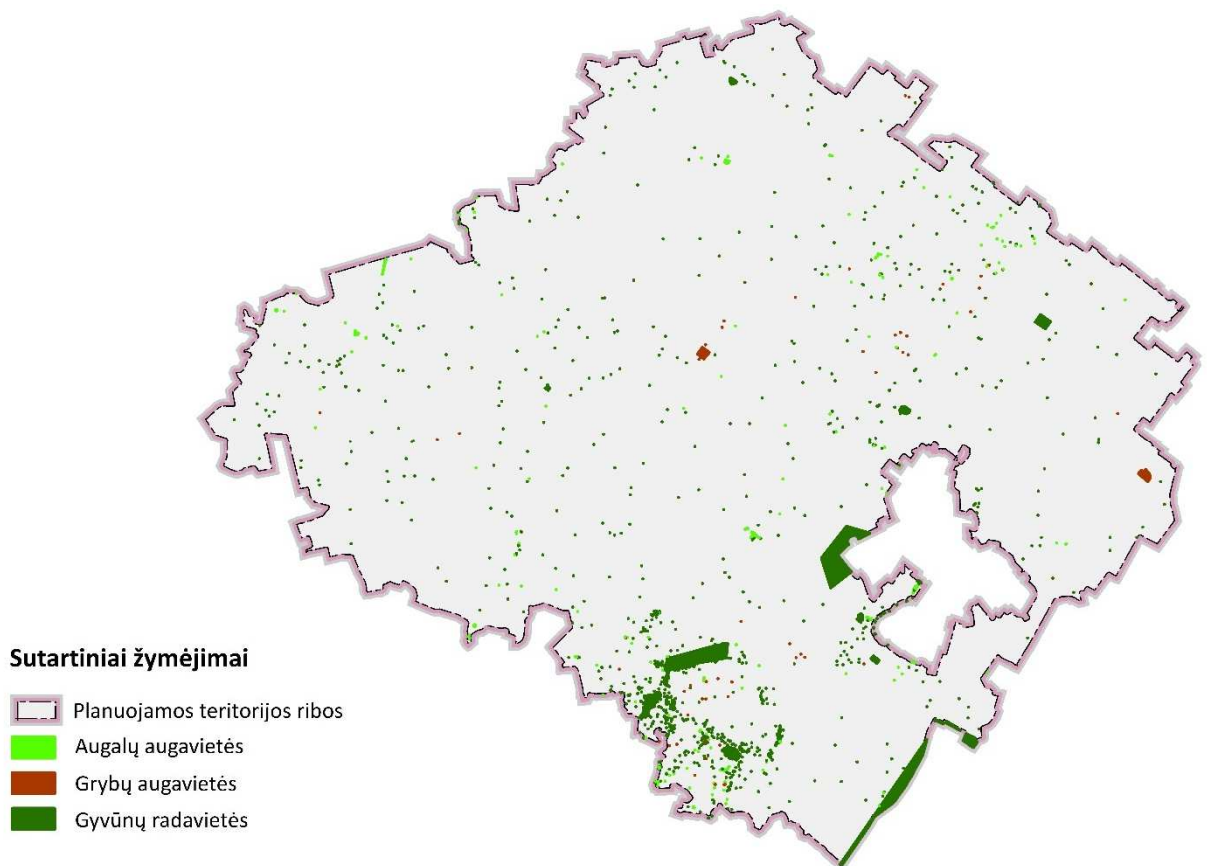 Sutartiniai žymėjimai
Planuojamos teritorijos ribos
Augalų augavietės
Grybų augavietės
Gyvūnų radavietės